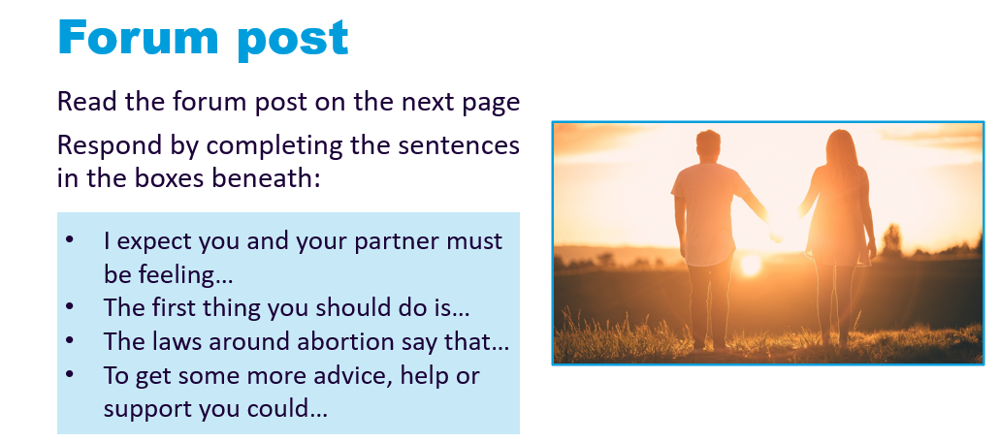 Forum post
Read the forum post on the next page
Respond by completing the sentences
in the boxes beneath:
• I expect you and your partner must
be feeling…
• The first thing you should do is…
• The laws around abortion say that…
• To get some more advice, help or
support you could…